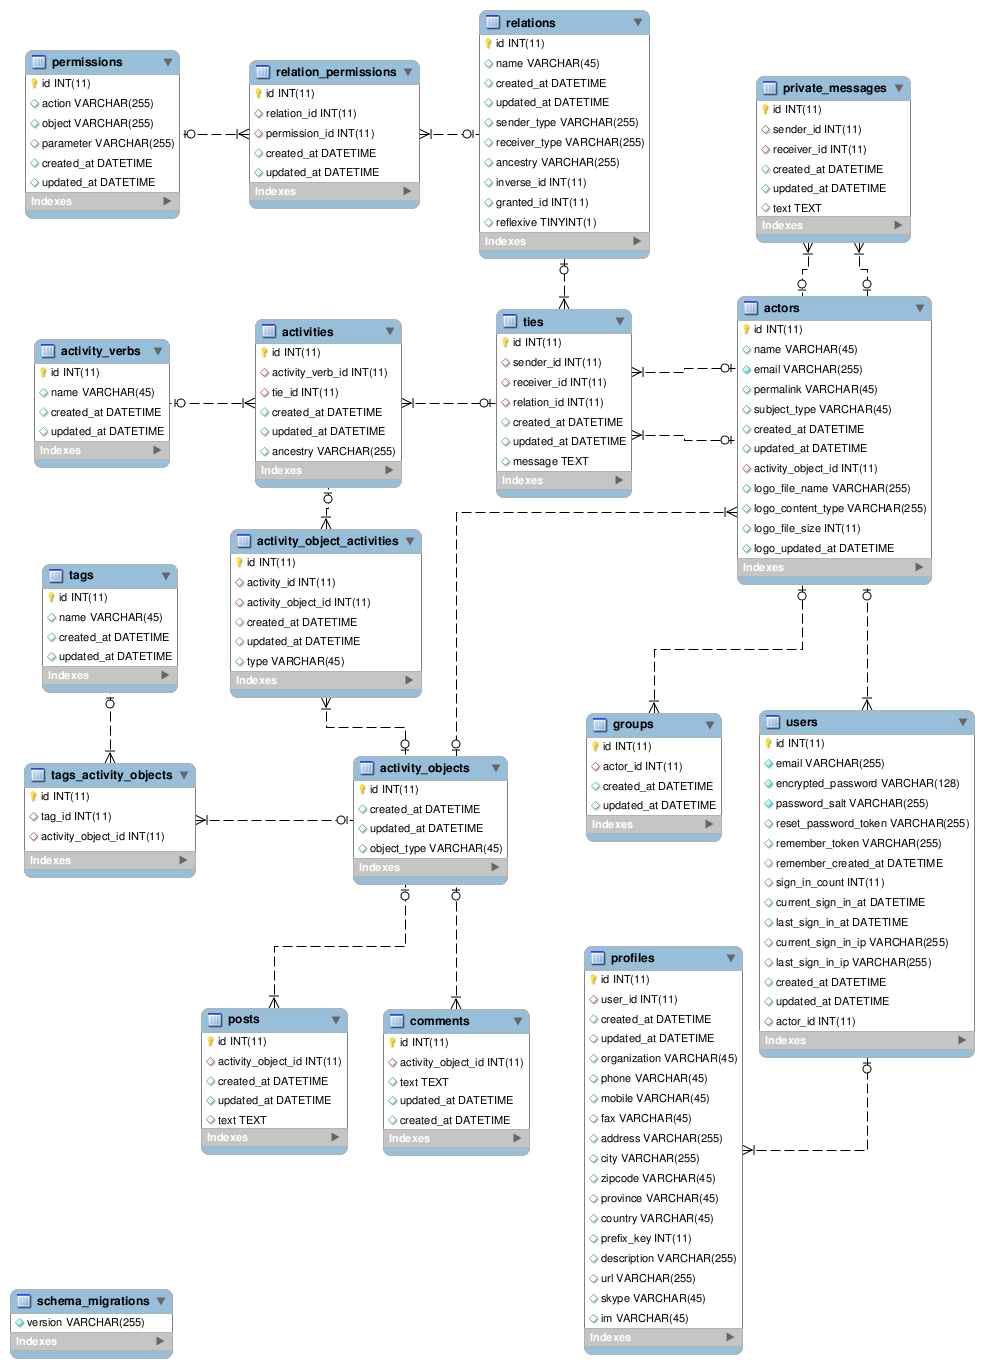 relations
id INT(11)
name VARCHAR(45)
created_at DATETIME
updated_at DATETIME
sender_type VARCHAR(255)
receiver_type VARCHAR(255)
ancestry VARCHAR(255)
inverse_id INT(11)
granted_id INT(11)
reflexive TINYINT(1)
Indexes
permissions
id INT(11)
action VARCHAR(255)
object VARCHAR(255)
parameter VARCHAR(255)
created_at DATETIME
updated_at DATETIME
Indexes
relation_permissions
id INT(11)
relation_id INT(11)
permission_id INT(11)
created_at DATETIME
updated_at DATETIME
Indexes
private_messages
id INT(11)
sender_id INT(11)
receiver_id INT(11)
created_at DATETIME
updated_at DATETIME
text TEXT
Indexes
activity_verbs
id INT(11)
name VARCHAR(45)
created_at DATETIME
updated_at DATETIME
Indexes
activities
id INT(11)
activity_verb_id INT(11)
tie_id INT(11)
created_at DATETIME
updated_at DATETIME
ancestry VARCHAR(255)
Indexes
ties
id INT(11)
sender_id INT(11)
receiver_id INT(11)
relation_id INT(11)
created_at DATETIME
updated_at DATETIME
message TEXT
Indexes
actors
id INT(11)
name VARCHAR(45)
email VARCHAR(255)
permalink VARCHAR(45)
subject_type VARCHAR(45)
created_at DATETIME
updated_at DATETIME
activity_object_id INT(11)
logo_file_name VARCHAR(255)
logo_content_type VARCHAR(255)
logo_file_size INT(11)
logo_updated_at DATETIME
Indexes
tags
id INT(11)
name VARCHAR(45)
created_at DATETIME
updated_at DATETIME
Indexes
activity_object_activities
id INT(11)
activity_id INT(11)
activity_object_id INT(11)
created_at DATETIME
updated_at DATETIME
type VARCHAR(45)
Indexes
tags_activity_objects
id INT(11)
tag_id INT(11)
activity_object_id INT(11)
Indexes
activity_objects
id INT(11)
created_at DATETIME
updated_at DATETIME
object_type VARCHAR(45)
Indexes
groups
id INT(11)
actor_id INT(11)
created_at DATETIME
updated_at DATETIME
Indexes
users
id INT(11)
email VARCHAR(255)
encrypted_password VARCHAR(128)
password_salt VARCHAR(255)
reset_password_token VARCHAR(255)
remember_token VARCHAR(255)
remember_created_at DATETIME
sign_in_count INT(11)
current_sign_in_at DATETIME
last_sign_in_at DATETIME
current_sign_in_ip VARCHAR(255)
last_sign_in_ip VARCHAR(255)
created_at DATETIME
updated_at DATETIME
actor_id INT(11)
Indexes
posts
id INT(11)
activity_object_id INT(11)
created_at DATETIME
updated_at DATETIME
text TEXT
Indexes
comments
id INT(11)
activity_object_id INT(11)
text TEXT
updated_at DATETIME
created_at DATETIME
Indexes
profiles
id INT(11)
user_id INT(11)
created_at DATETIME
updated_at DATETIME
organization VARCHAR(45)
phone VARCHAR(45)
mobile VARCHAR(45)
fax VARCHAR(45)
address VARCHAR(255)
city VARCHAR(255)
zipcode VARCHAR(45)
province VARCHAR(45)
country VARCHAR(45)
prefix_key INT(11)
description VARCHAR(255)
url VARCHAR(255)
skype VARCHAR(45)
im VARCHAR(45)
Indexes
schema_migrations
version VARCHAR(255)
Indexes